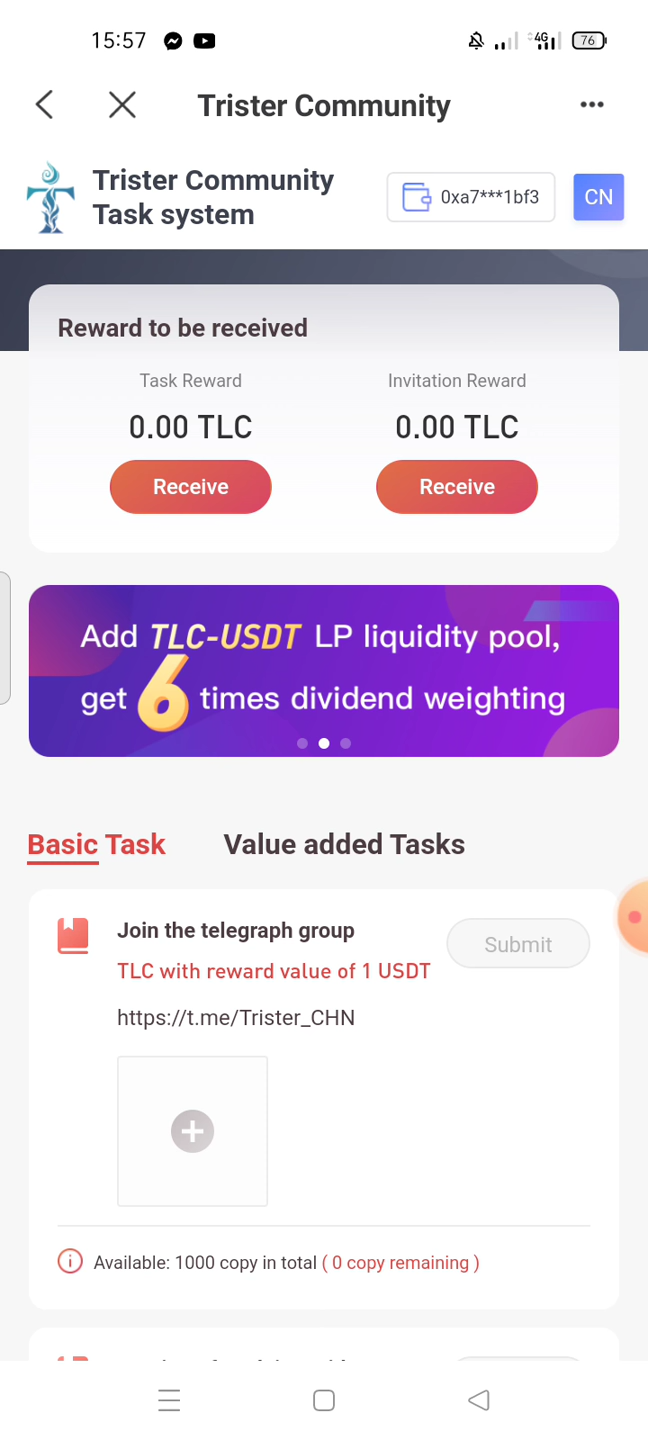 15:57
4G
76
Trister Community
Trister Community
Task system
0xa7***1bf3
CN
Reward to be received
Task Reward
Invitation Reward
0.00 TLC
0.00 TLC
Receive
Receive
Add TLC-USDT LP liquidity pool,
get 6 times dividend weighting
Basic Task
Value added Tasks
Join the telegraph group
Submit
TLC with reward value of 1 USDT
https://t.me/Trister_CHN
Available: 1000 copy in total ( 0 copy remaining )